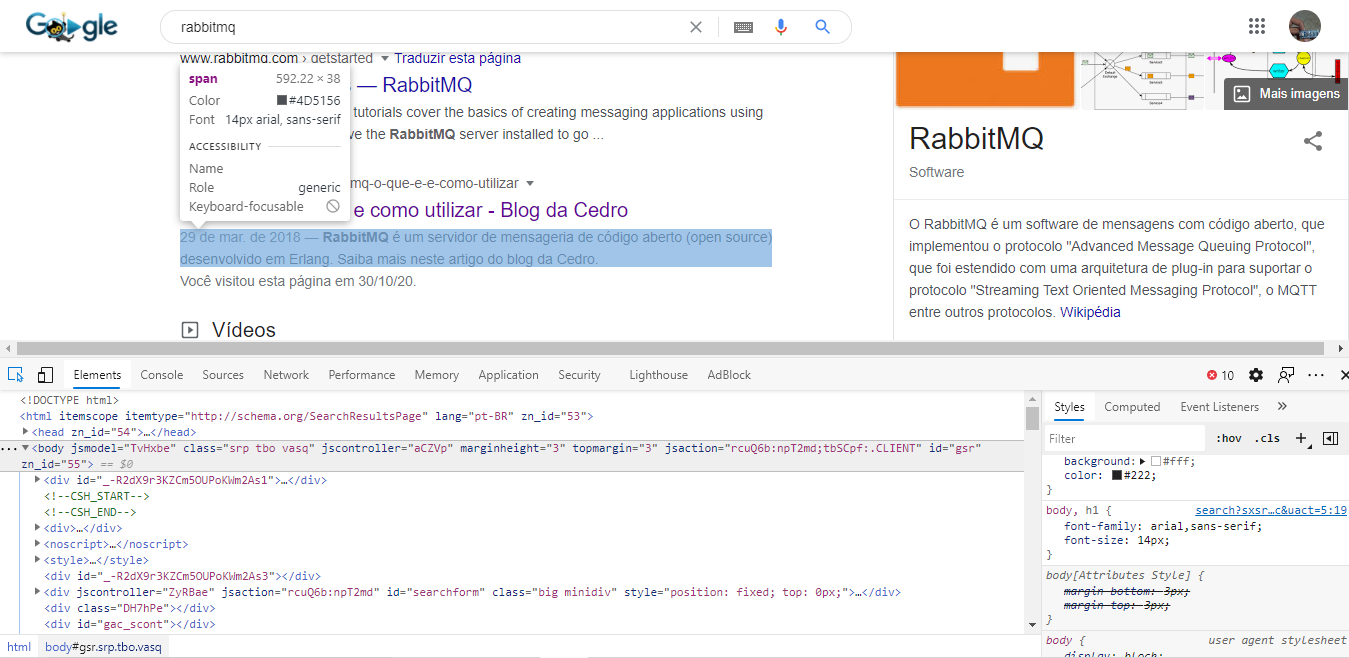 Google
rabbitmq
www.rabbitmq.com › getstarted Traduzir esta página
s — RabbitMQ
tutorials cover the basics of creating messaging applications using
ve the RabbitMQ server installed to go ...
mq-o-que-e-e-como-utilizar
e como utilizar - Blog da Cedro
29 de mar. de 2018 — RabbitMQ é um servidor de mensageria de código aberto (open source)
desenvolvido em Erlang. Saiba mais neste artigo do blog da Cedro.
Você visitou esta página em 30/10/20.
Vídeos
span 592.22 × 38
Color #4D5156
Font 14px arial, sans-serif
ACCESSIBILITY
Name
Role generic
Keyboard-focusable
Mais imagens
RabbitMQ
Software
O RabbitMQ é um software de mensagens com código aberto, que
implementou o protocolo "Advanced Message Queuing Protocol",
que foi estendido com uma arquitetura de plug-in para suportar o
protocolo "Streaming Text Oriented Messaging Protocol", o MQTT
entre outros protocolos. Wikipédia
Elements Console Sources Network Performance Memory Application Security Lighthouse AdBlock 10
<!DOCTYPE html>
<html itemscope itemtype="http://schema.org/SearchResultsPage" lang="pt-BR" zn_id="53">
<head zn_id="54">…</head>
<body jsmodel="TvHxbe" class="srp tbo vasq" jscontroller="aCZVp" marginheight="3" topmargin="3" jsaction="rcuQ6b:npT2md;tbSCpf:.CLIENT" id="gsr"
zn_id="55"> == $0
<div id="_-R2dX9r3KZCm5OUPoKWm2As1">…</div>
<!--CSH_START-->
<!--CSH_END-->
<div>…</div>
<noscript>…</noscript>
<style>…</style>
<div id="_-R2dX9r3KZCm5OUPoKWm2As3"></div>
<div jscontroller="ZyRBae" jsaction="rcuQ6b:npT2md" id="searchform" class="big minidiv" style="position: fixed; top: 0px;">…</div>
<div class="DH7hPe"></div>
<div id="gac_scont"></div>
html body#gsr.srp.tbo.vasq
Styles Computed Event Listeners
Filter :hov .cls
background: #fff;
color: #222;
}
body, h1 { search?sxsr…c&uact=5:19
font-family: arial,sans-serif;
font-size: 14px;
}
body[Attributes Style] {
margin-bottom: 3px;
margin-top: 3px;
}
body { user agent stylesheet
display: block;